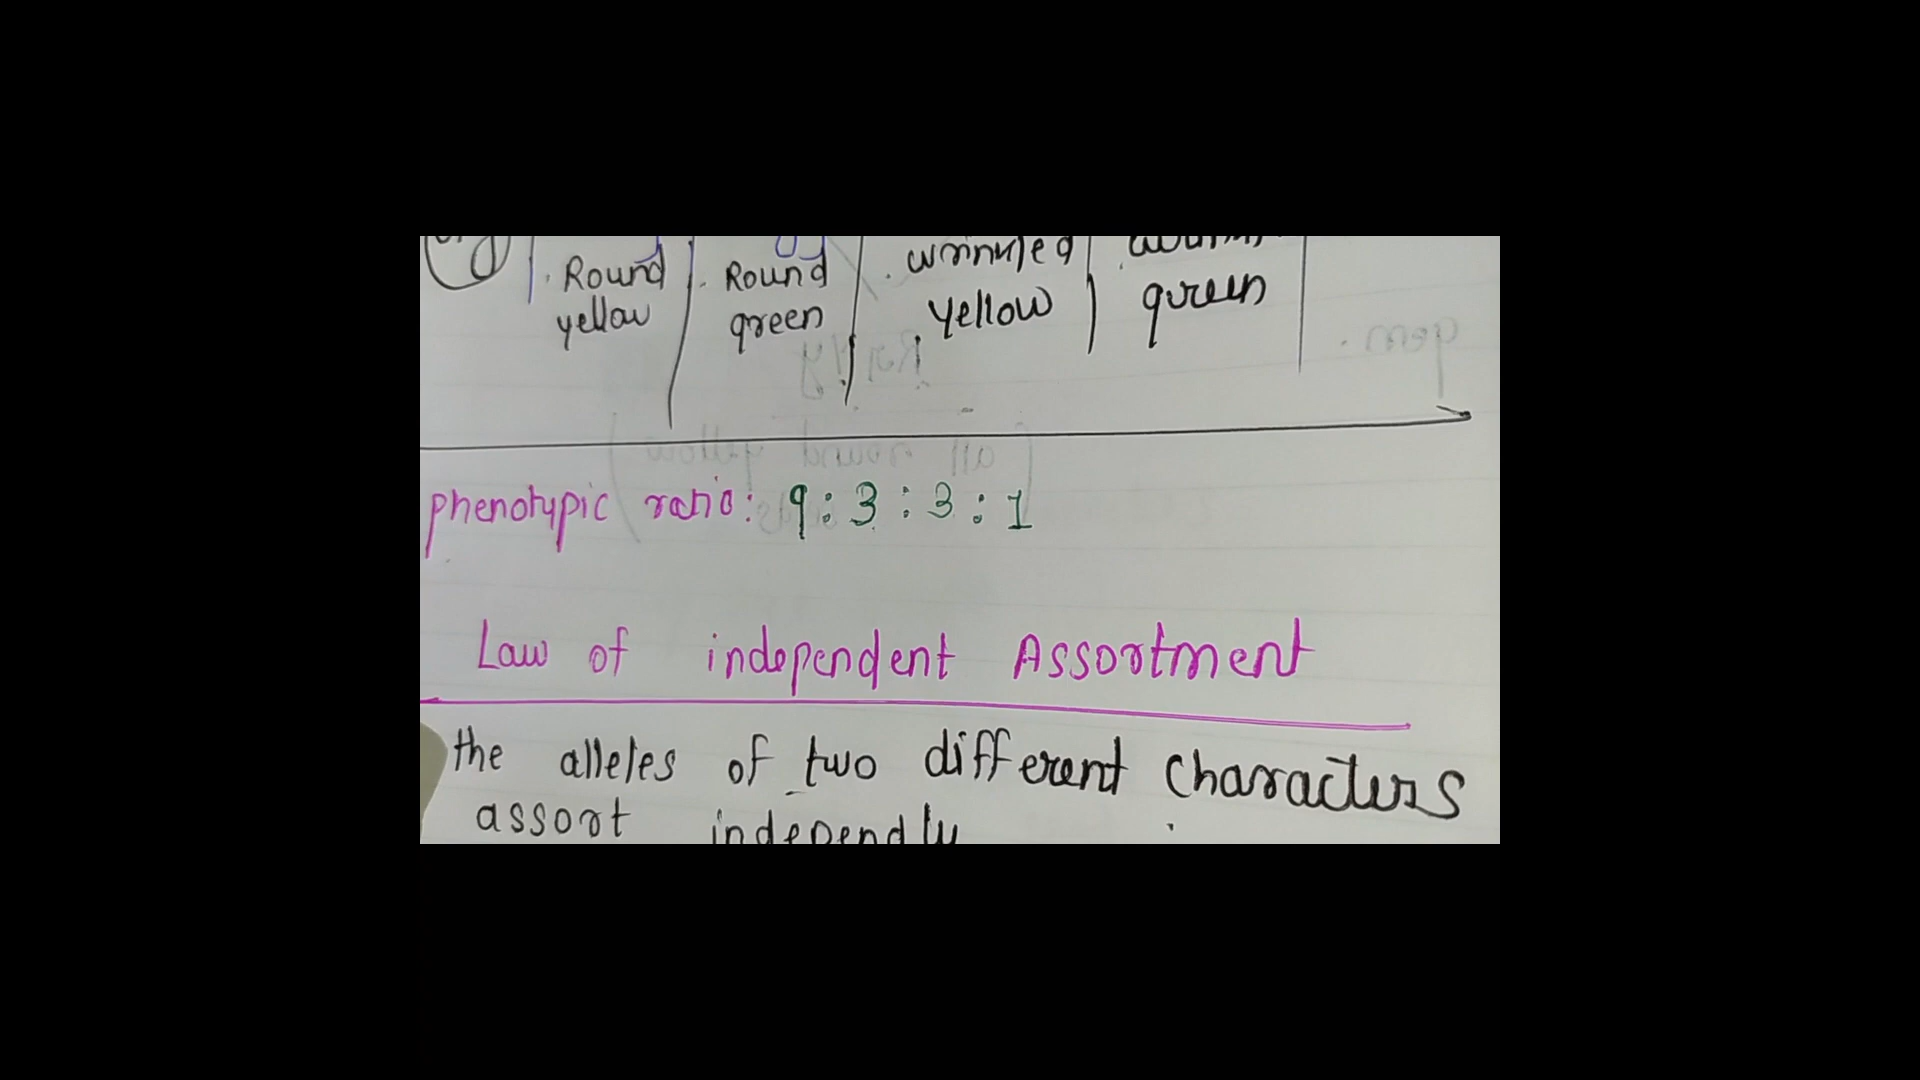 . Round . Round . wrinkled
yellow green yellow green
phenotypic ratio: 9:3:3:1
Law of independent Assortment
the alleles of two different characters
assort independly